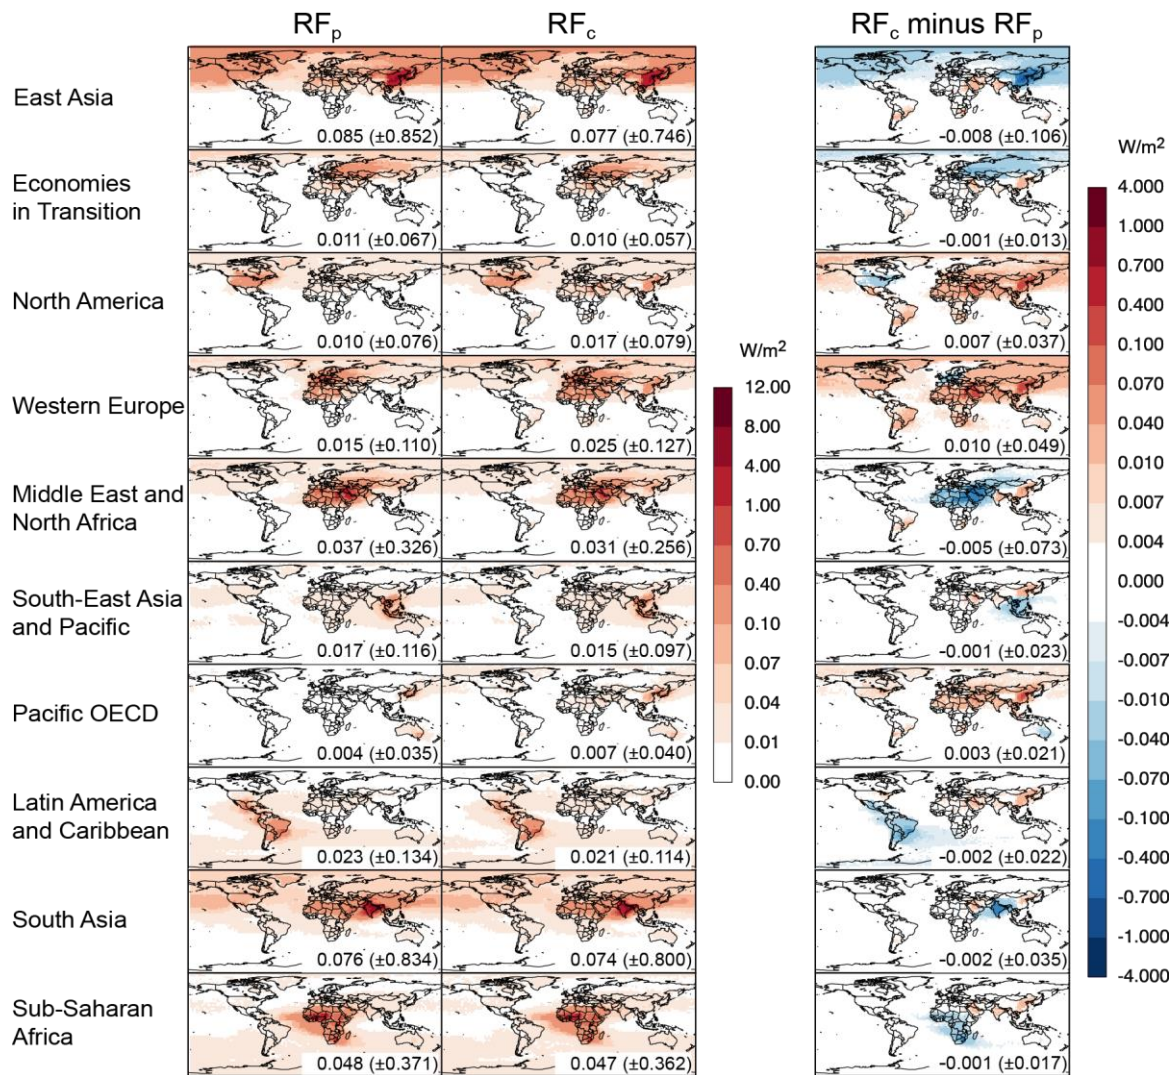 RFp RFc RFc minus RFp
East Asia
0.085 (±0.852) 0.077 (±0.746) -0.008 (±0.106)
Economies
in Transition
0.011 (±0.067) 0.010 (±0.057) -0.001 (±0.013)
North America
0.010 (±0.076) 0.017 (±0.079) 0.007 (±0.037)
Western Europe
0.015 (±0.110) 0.025 (±0.127) 0.010 (±0.049)
Middle East and
North Africa
0.037 (±0.326) 0.031 (±0.256) -0.005 (±0.073)
South-East Asia
and Pacific
0.017 (±0.116) 0.015 (±0.097) -0.001 (±0.023)
Pacific OECD
0.004 (±0.035) 0.007 (±0.040) 0.003 (±0.021)
Latin America
and Caribbean
0.023 (±0.134) 0.021 (±0.114) -0.002 (±0.022)
South Asia
0.076 (±0.834) 0.074 (±0.800) -0.002 (±0.035)
Sub-Saharan
Africa
0.048 (±0.371) 0.047 (±0.362) -0.001 (±0.017)
W/m²
12.00
8.00
4.00
1.00
0.70
0.40
0.10
0.07
0.04
0.01
0.00
W/m²
4.000
1.000
0.700
0.400
0.100
0.070
0.040
0.010
0.007
0.004
0.000
-0.004
-0.007
-0.010
-0.040
-0.070
-0.100
-0.400
-0.700
-1.000
-4.000